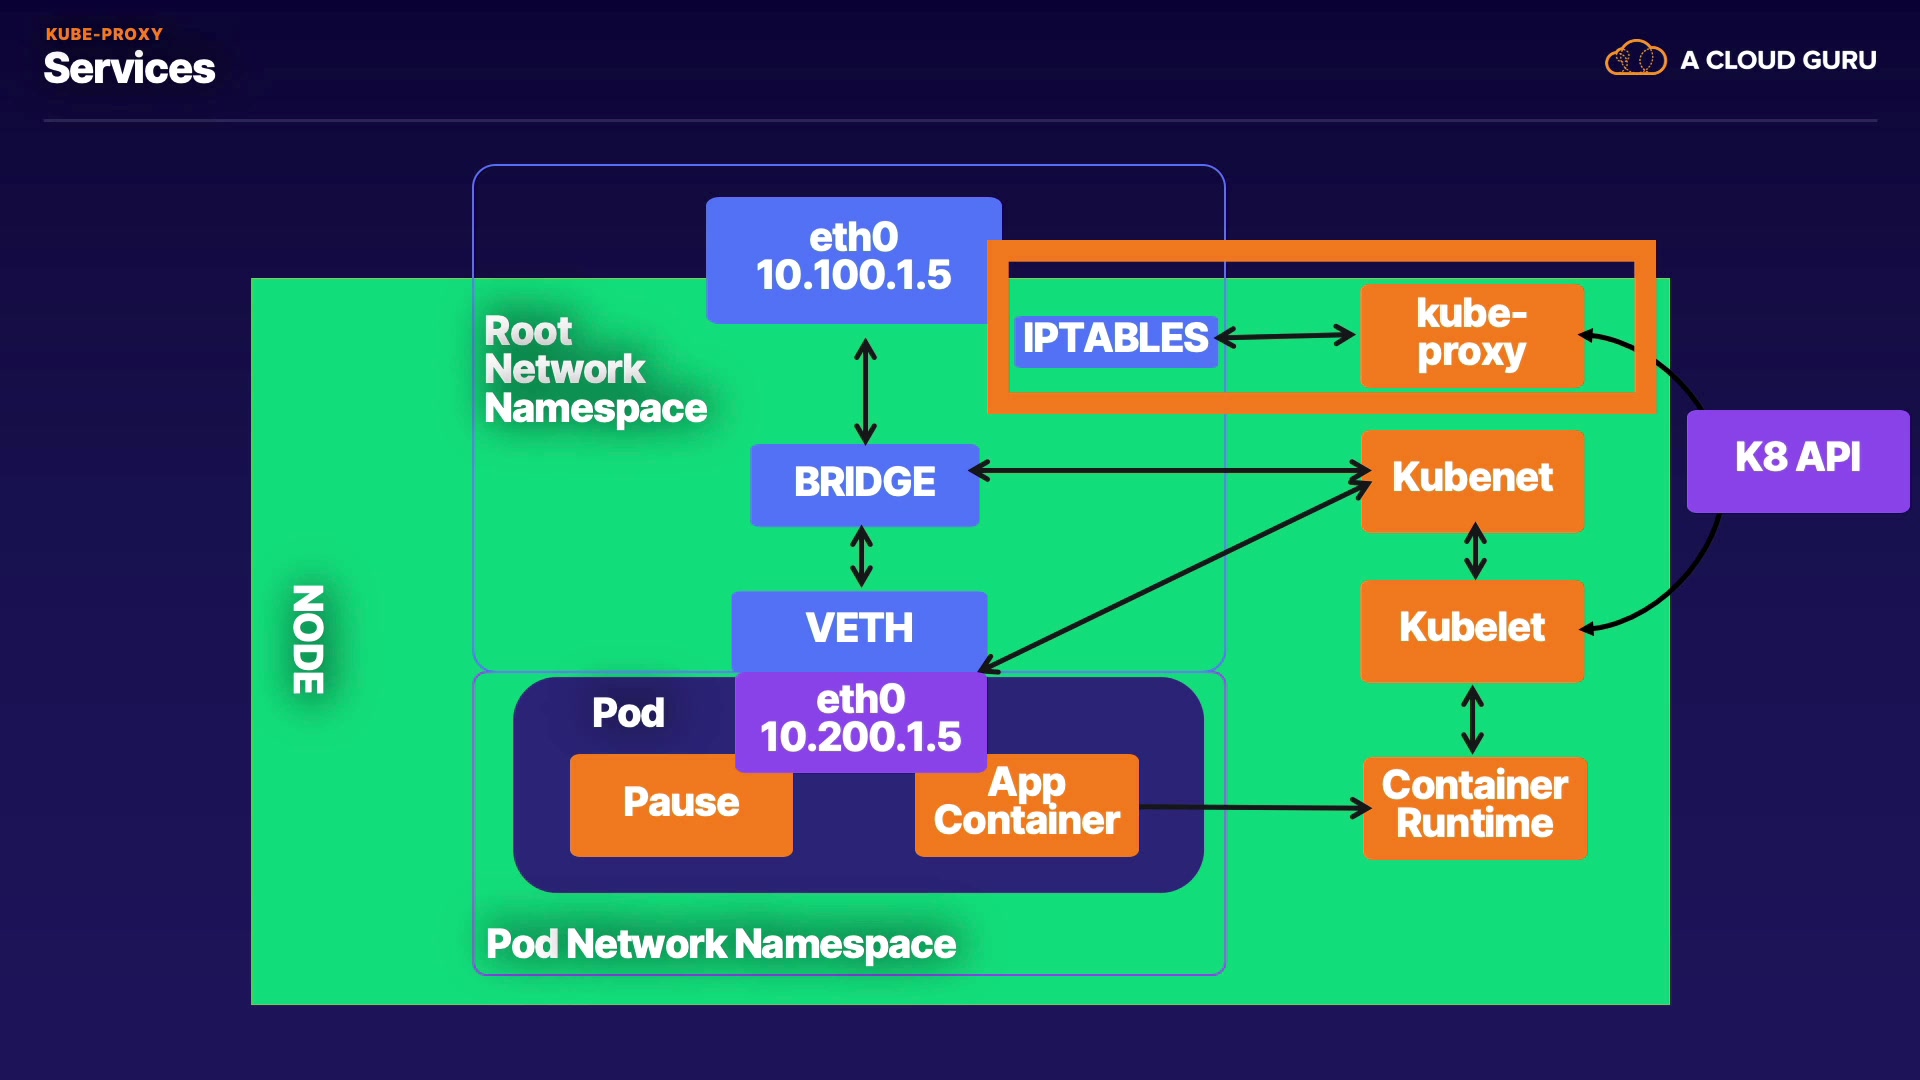 KUBE-PROXY
Services
A CLOUD GURU
eth0
10.100.1.5
Root
Network
Namespace
IPTABLES
kube-
proxy
K8 API
BRIDGE
Kubenet
NODE
VETH
Kubelet
Pod
eth0
10.200.1.5
Pause
App
Container
Container
Runtime
Pod Network Namespace